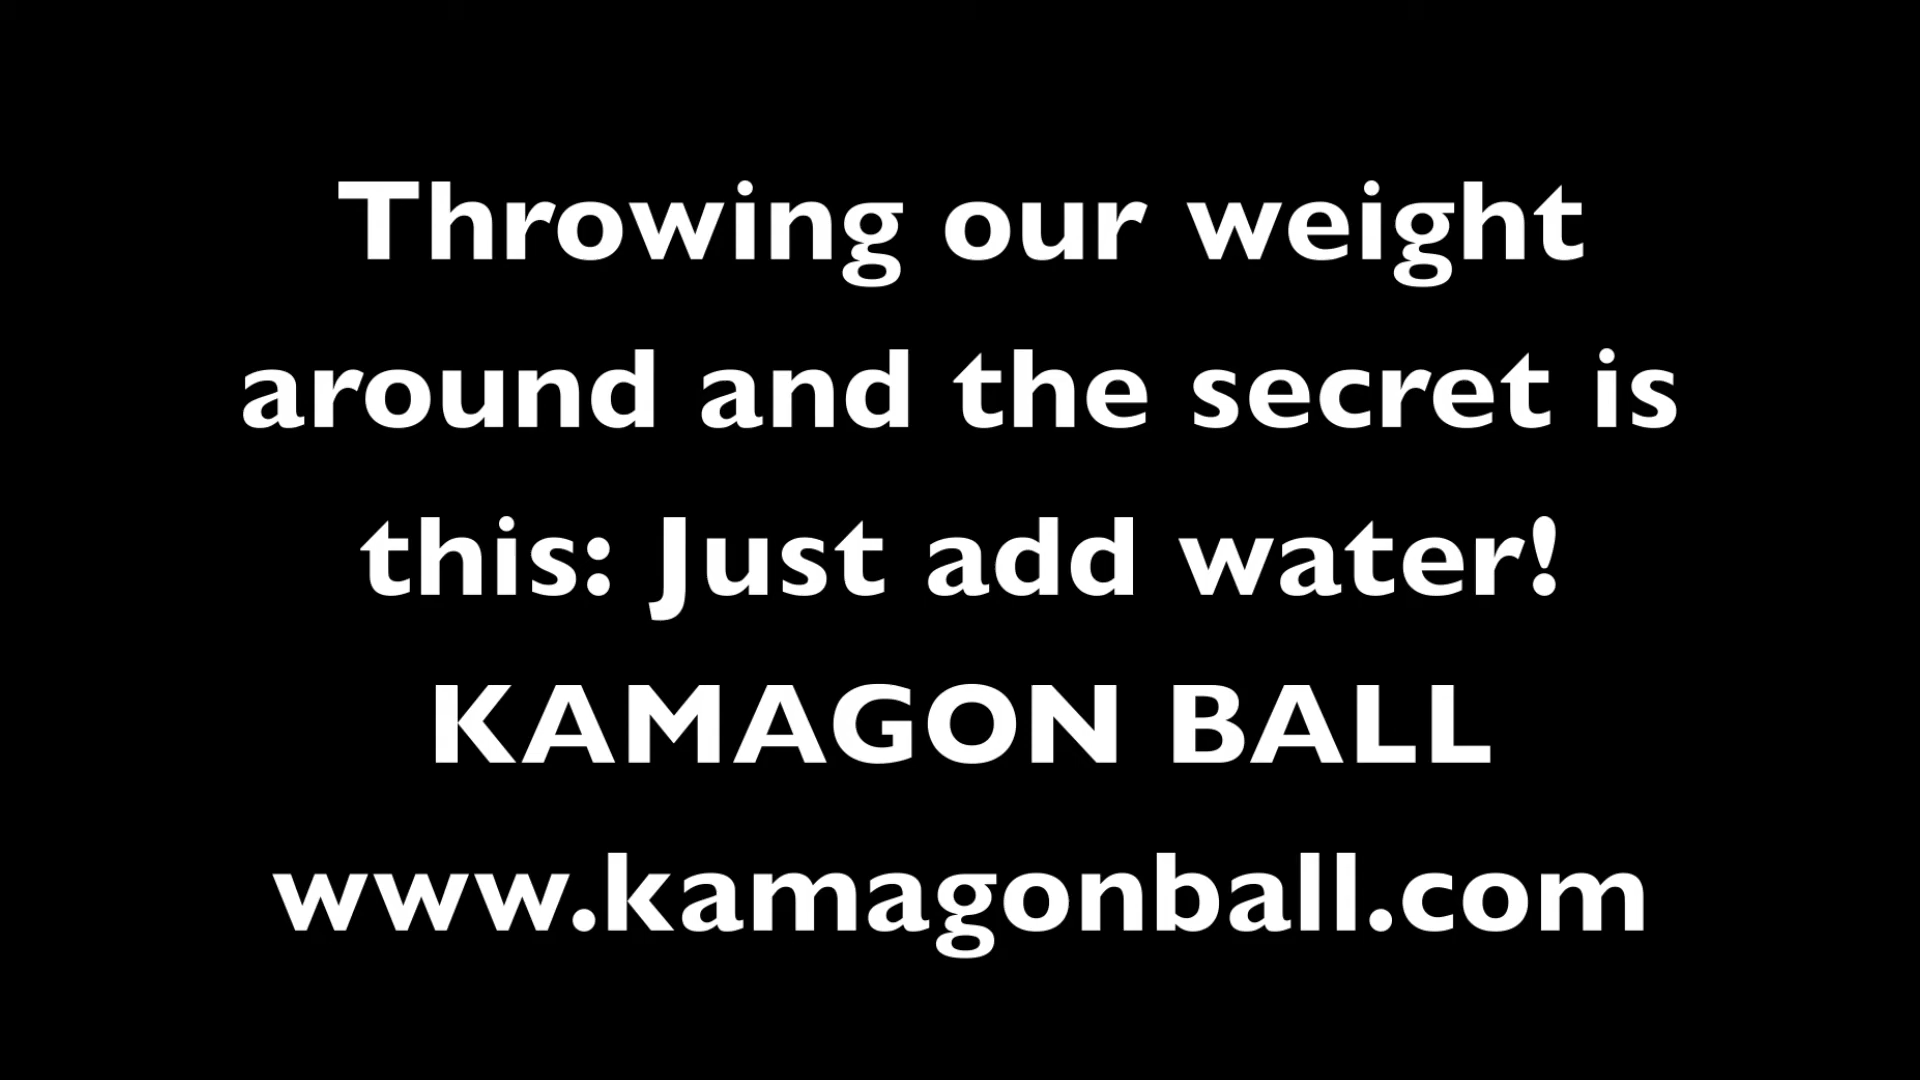 Throwing our weight
around and the secret is
this: Just add water!
KAMAGON BALL
www.kamagonball.com